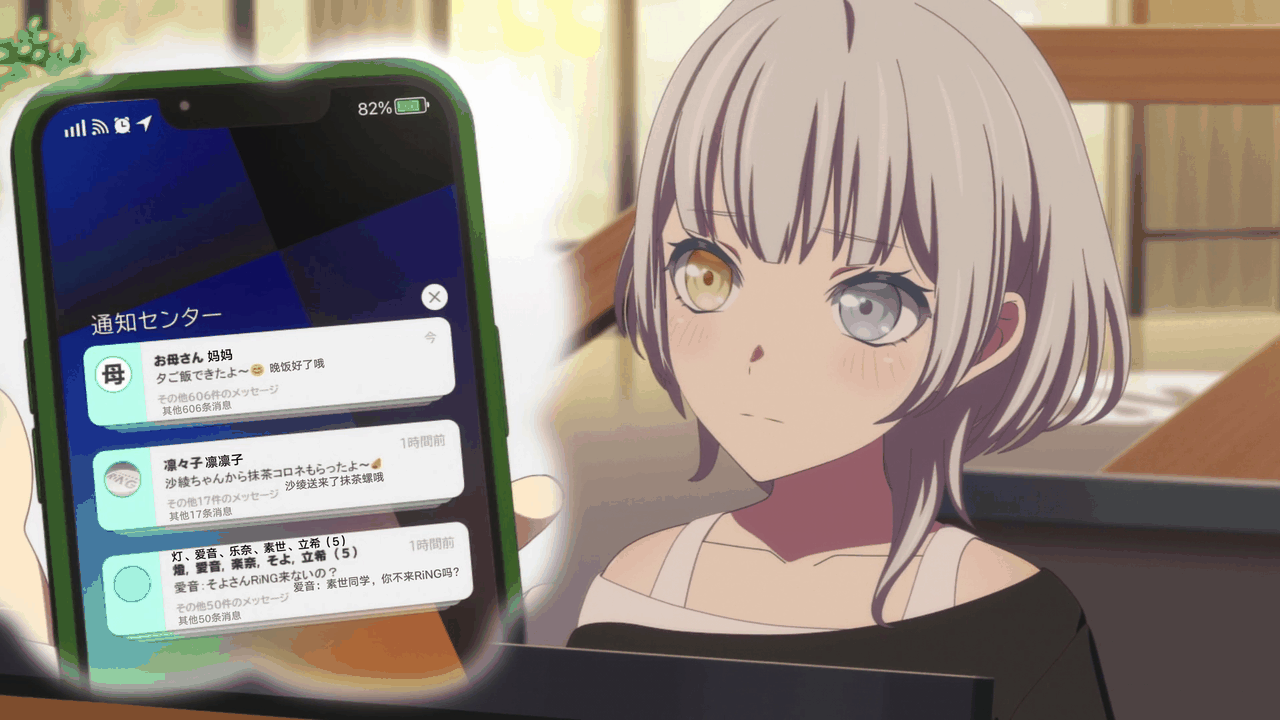 82%
通知センター
母
お母さん 妈妈
今
夕ご飯できたよ〜😊 晚饭好了哦
その他606件のメッセージ
其他606条消息
凛々子 凛凛子
1時間前
沙綾ちゃんから抹茶コロネもらったよ〜
沙绫送来了抹茶螺哦
その他17件のメッセージ
其他17条消息
灯、爱音、乐奈、素世、立希（5）
燈, 愛音, 楽奈, そよ, 立希（5）
1時間前
愛音：そよさんRiNG来ないの？
爱音：素世同学，你不来RiNG吗?
その他50件のメッセージ
其他50条消息